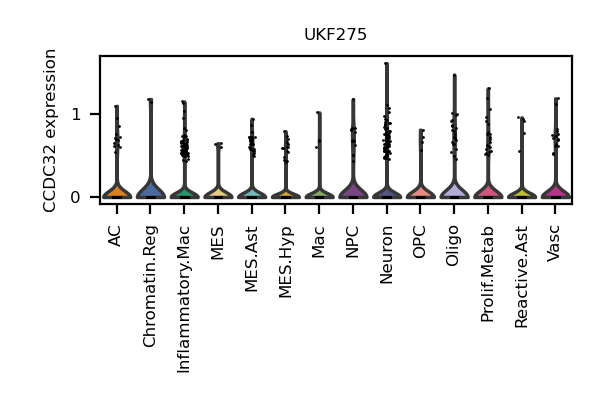 UKF275
CCDC32 expression
1
0
AC
Chromatin.Reg
Inflammatory.Mac
MES
MES.Ast
MES.Hyp
Mac
NPC
Neuron
OPC
Oligo
Prolif.Metab
Reactive.Ast
Vasc